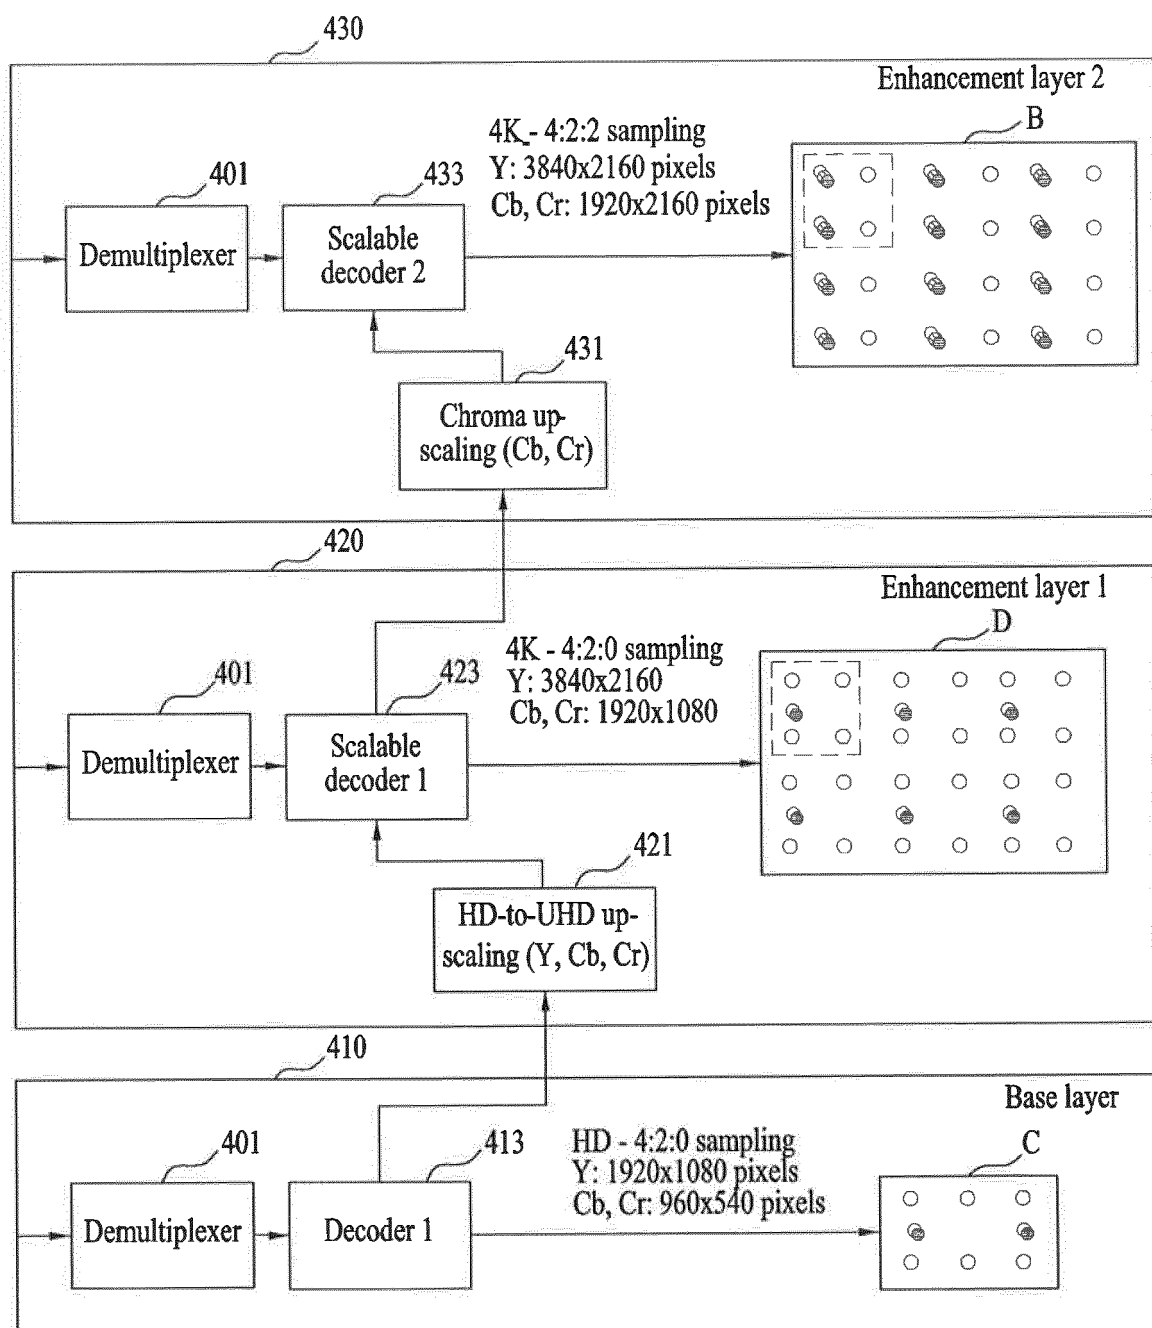 430
Enhancement layer 2
B
4K - 4:2:2 sampling
Y: 3840x2160 pixels
Cb, Cr: 1920x2160 pixels
401
433
Demultiplexer
Scalable
decoder 2
431
Chroma up-
scaling (Cb, Cr)
420
Enhancement layer 1
D
4K - 4:2:0 sampling
Y: 3840x2160
Cb, Cr: 1920x1080
401
423
Demultiplexer
Scalable
decoder 1
421
HD-to-UHD up-
scaling (Y, Cb, Cr)
410
Base layer
C
HD - 4:2:0 sampling
Y: 1920x1080 pixels
Cb, Cr: 960x540 pixels
401
413
Demultiplexer
Decoder 1